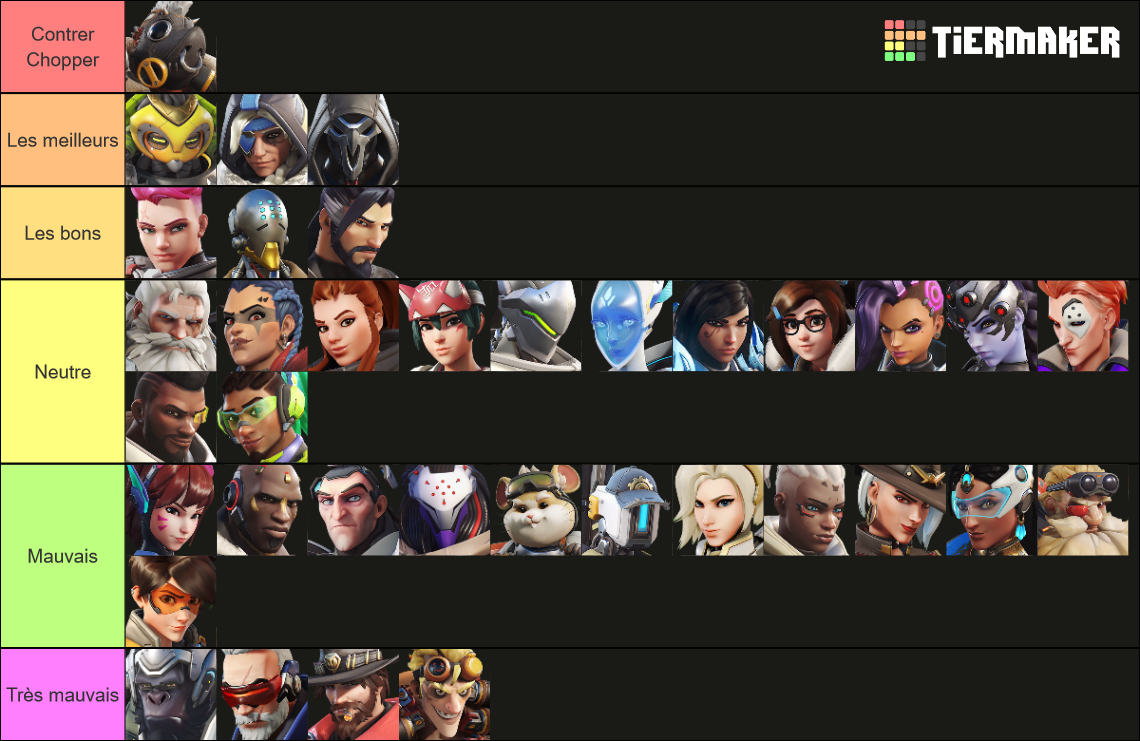 Contrer
Chopper
TiERMAKER
Les meilleurs
Les bons
Neutre
Mauvais
Très mauvais